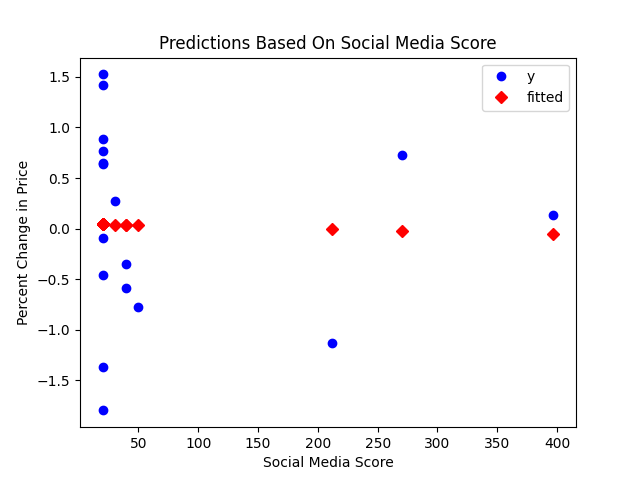 Predictions Based On Social Media Score
y
fitted
Percent Change in Price
1.5
1.0
0.5
0.0
−0.5
−1.0
−1.5
50 100 150 200 250 300 350 400
Social Media Score